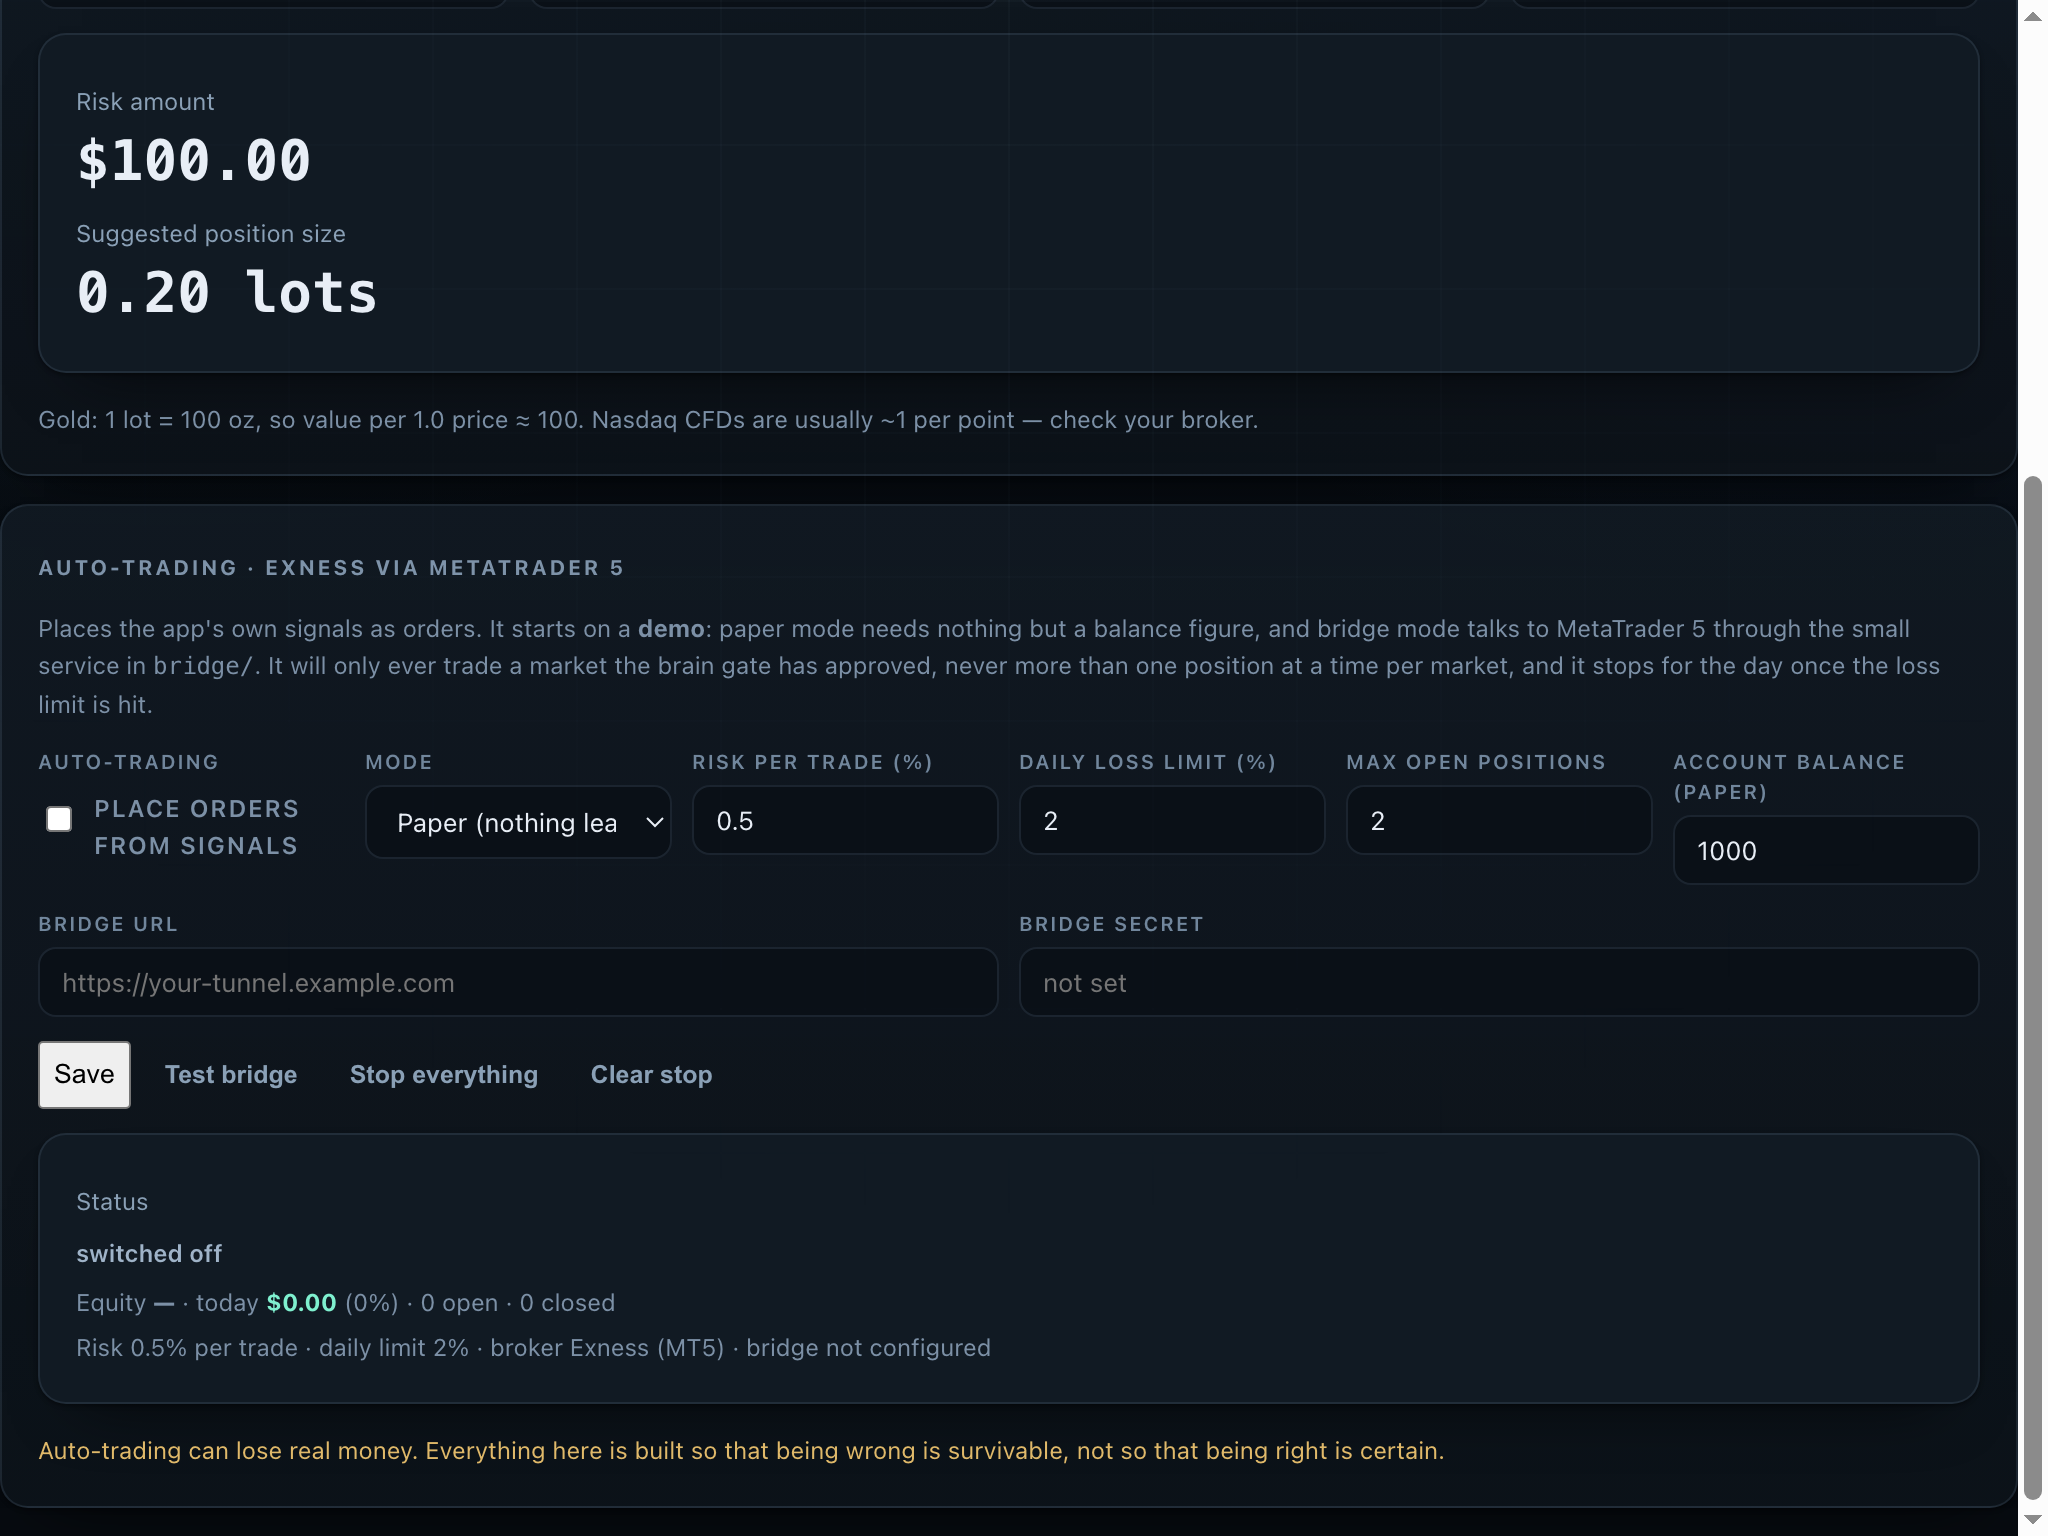 Risk amount
$100.00
Suggested position size
0.20 lots
Gold: 1 lot = 100 oz, so value per 1.0 price ≈ 100. Nasdaq CFDs are usually ~1 per point — check your broker.
AUTO-TRADING · EXNESS VIA METATRADER 5
Places the app's own signals as orders. It starts on a demo: paper mode needs nothing but a balance figure, and bridge mode talks to MetaTrader 5 through the small
service in bridge/. It will only ever trade a market the brain gate has approved, never more than one position at a time per market, and it stops for the day once the loss
limit is hit.
AUTO-TRADING
PLACE ORDERS
FROM SIGNALS
MODE
Paper (nothing lea
RISK PER TRADE (%)
0.5
DAILY LOSS LIMIT (%)
2
MAX OPEN POSITIONS
2
ACCOUNT BALANCE
(PAPER)
1000
BRIDGE URL
https://your-tunnel.example.com
BRIDGE SECRET
not set
Save Test bridge Stop everything Clear stop
Status
switched off
Equity — · today $0.00 (0%) · 0 open · 0 closed
Risk 0.5% per trade · daily limit 2% · broker Exness (MT5) · bridge not configured
Auto-trading can lose real money. Everything here is built so that being wrong is survivable, not so that being right is certain.